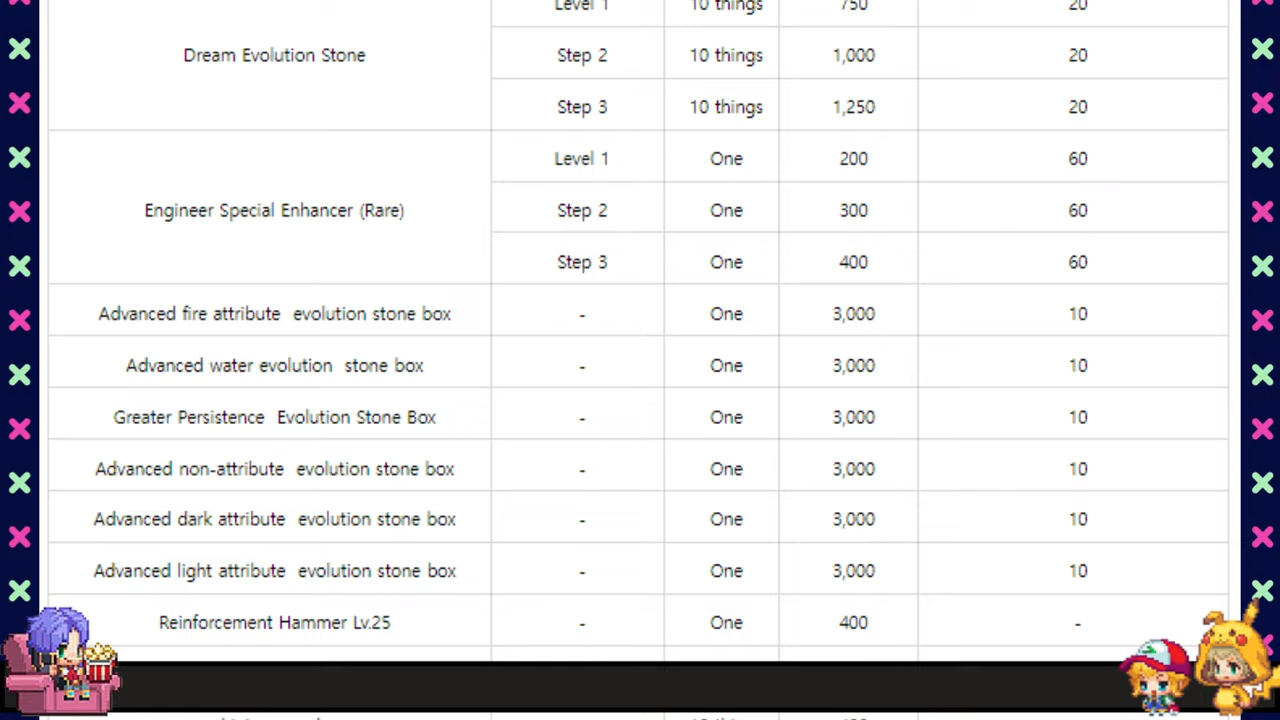 Level 1 10 things 750 20
Dream Evolution Stone Step 2 10 things 1,000 20
Step 3 10 things 1,250 20
Level 1 One 200 60
Engineer Special Enhancer (Rare) Step 2 One 300 60
Step 3 One 400 60
Advanced fire attribute evolution stone box - One 3,000 10
Advanced water evolution stone box - One 3,000 10
Greater Persistence Evolution Stone Box - One 3,000 10
Advanced non-attribute evolution stone box - One 3,000 10
Advanced dark attribute evolution stone box - One 3,000 10
Advanced light attribute evolution stone box - One 3,000 10
Reinforcement Hammer Lv.25 - One 400 -